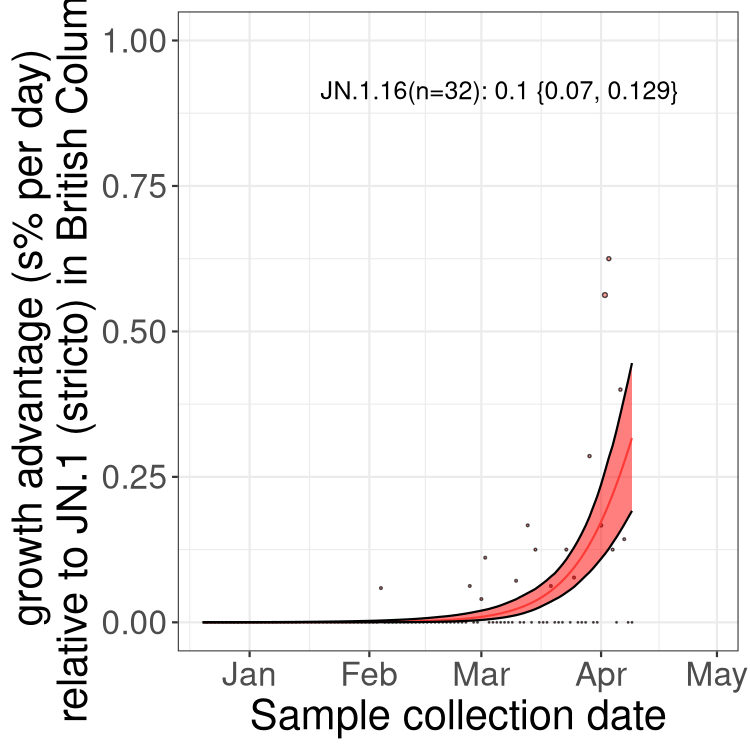 growth advantage (s% per day)
relative to JN.1 (stricto) in British Colum
1.00
0.75
0.50
0.25
0.00
JN.1.16(n=32): 0.1 {0.07, 0.129}
Jan Feb Mar Apr May
Sample collection date